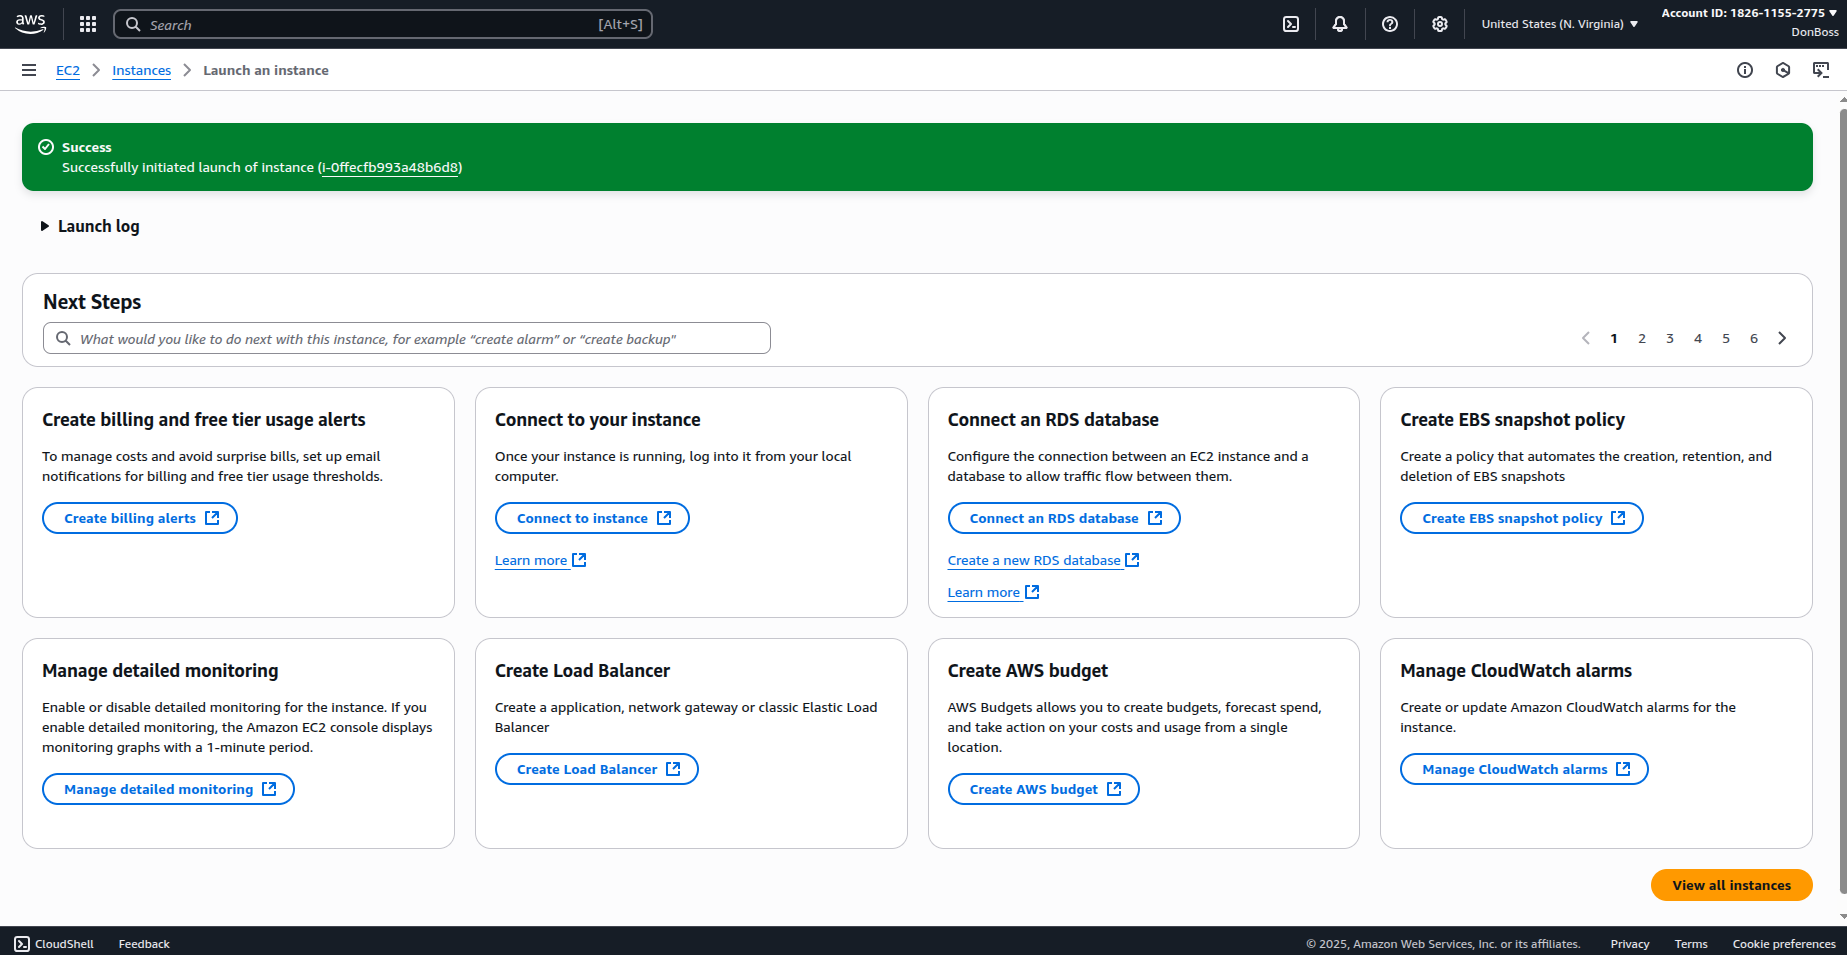 aws
Search
[Alt+S]
United States (N. Virginia)
Account ID: 1826-1155-2775
DonBoss
EC2
Instances
Launch an instance
Success
Successfully initiated launch of instance (i-0ffecfb993a48b6d8)
Launch log
Next Steps
What would you like to do next with this instance, for example “create alarm” or “create backup”
1 2 3 4 5 6
Create billing and free tier usage alerts
To manage costs and avoid surprise bills, set up email
notifications for billing and free tier usage thresholds.
Create billing alerts
Connect to your instance
Once your instance is running, log into it from your local
computer.
Connect to instance
Learn more
Connect an RDS database
Configure the connection between an EC2 instance and a
database to allow traffic flow between them.
Connect an RDS database
Create a new RDS database
Learn more
Create EBS snapshot policy
Create a policy that automates the creation, retention, and
deletion of EBS snapshots
Create EBS snapshot policy
Manage detailed monitoring
Enable or disable detailed monitoring for the instance. If you
enable detailed monitoring, the Amazon EC2 console displays
monitoring graphs with a 1-minute period.
Manage detailed monitoring
Create Load Balancer
Create a application, network gateway or classic Elastic Load
Balancer
Create Load Balancer
Create AWS budget
AWS Budgets allows you to create budgets, forecast spend,
and take action on your costs and usage from a single
location.
Create AWS budget
Manage CloudWatch alarms
Create or update Amazon CloudWatch alarms for the
instance.
Manage CloudWatch alarms
View all instances
CloudShell
Feedback
© 2025, Amazon Web Services, Inc. or its affiliates.
Privacy
Terms
Cookie preferences